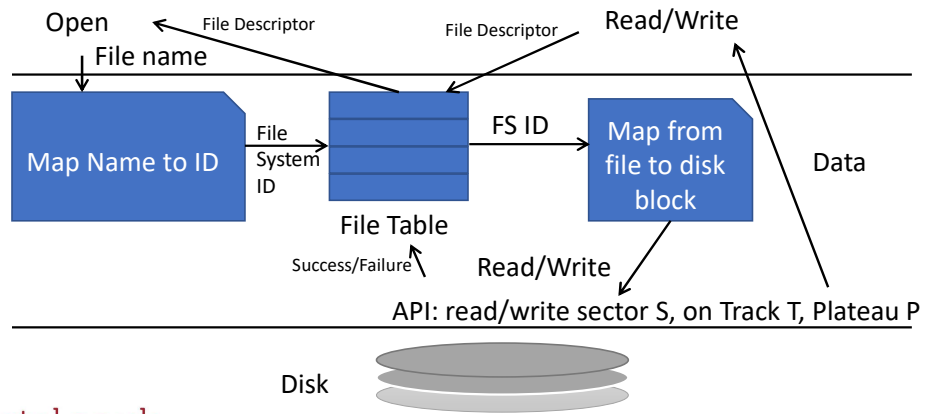 Open
File Descriptor
File Descriptor
Read/Write
File name
Map Name to ID
File
System
ID
FS ID
Map from
file to disk
block
Data
File Table
Success/Failure
Read/Write
API: read/write sector S, on Track T, Plateau P
Disk